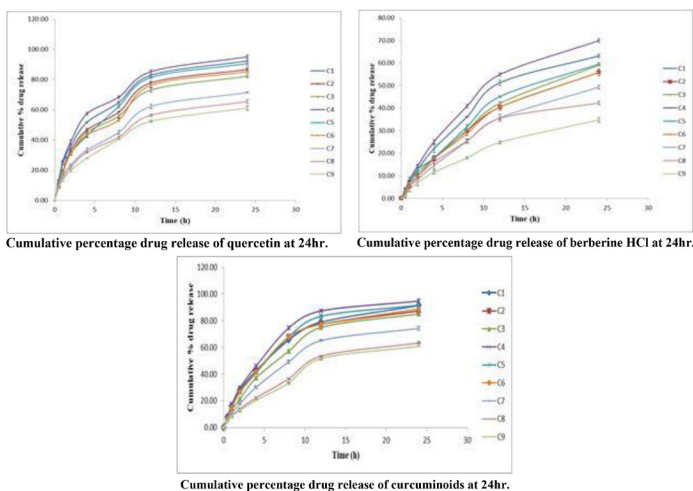 120.00
100.00
80.00
60.00
40.00
20.00
0.00
Cumulative % drug release
0 5 10 15 20 25 30
Time (h)
C1
C2
C3
C4
C5
C6
C7
C8
C9
Cumulative percentage drug release of quercetin at 24hr.
80.00
70.00
60.00
50.00
40.00
30.00
20.00
10.00
0.00
Cumulative % drug release
0 5 10 15 20 25 30
Time (h)
C1
C2
C3
C4
C5
C6
C7
C8
C9
Cumulative percentage drug release of berberine HCl at 24hr.
120.00
100.00
80.00
60.00
40.00
20.00
0.00
Cumulative % drug release
0 5 10 15 20 25 30
Time (h)
C1
C2
C3
C4
C5
C6
C7
C8
C9
Cumulative percentage drug release of curcuminoids at 24hr.